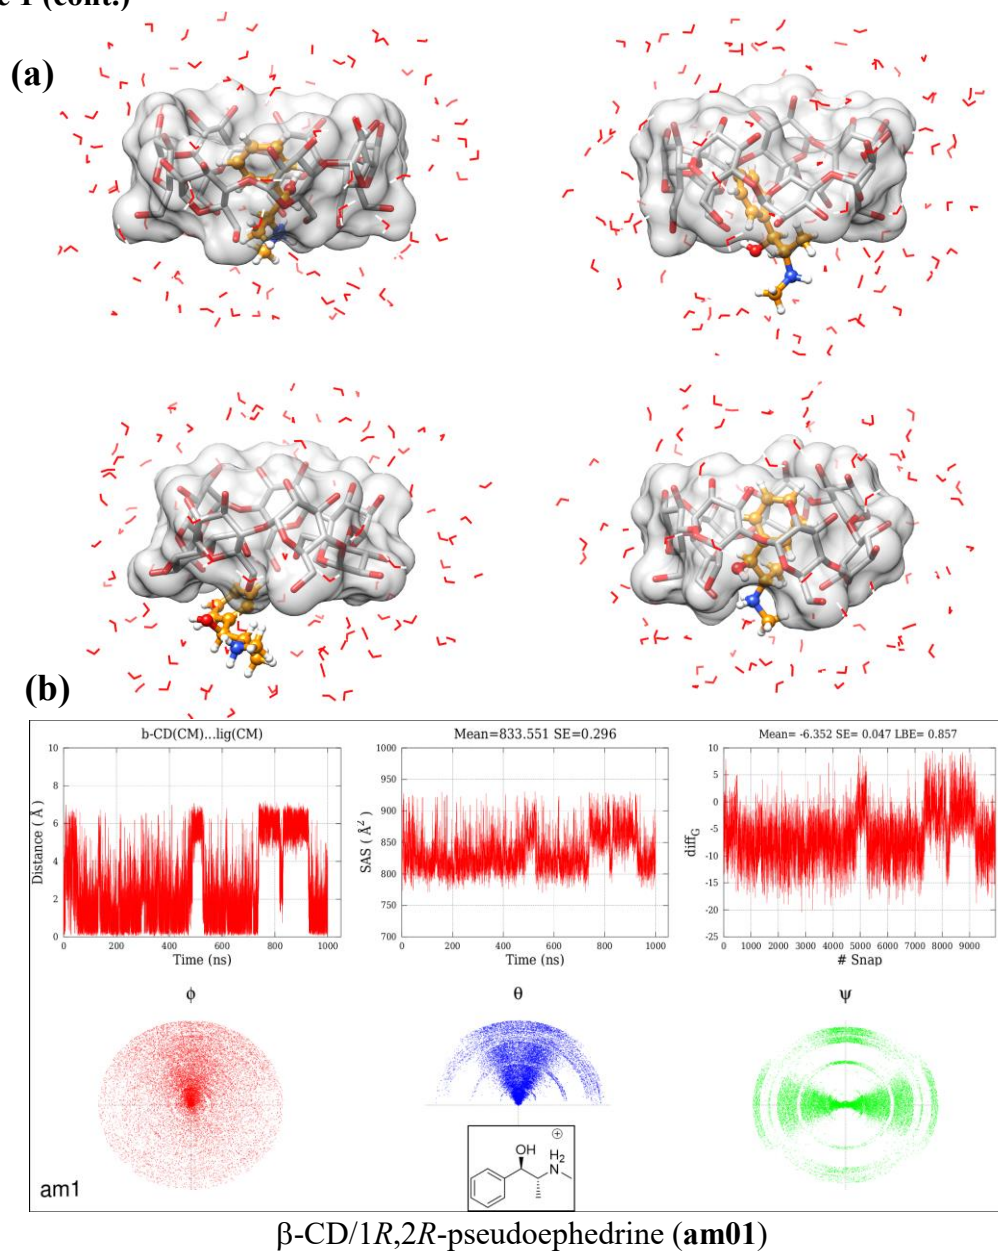 1 (cont.)
(a)
(b)
b-CD(CM)...lig(CM)
Mean=833.551 SE=0.296
Mean= -6.352 SE= 0.047 LBE= 0.857
Distance ( Å )
10
8
6
4
2
0
0 200 400 600 800 1000
Time (ns)
SAS ( Å2 )
1000
950
900
850
800
750
700
0 200 400 600 800 1000
Time (ns)
diffG
10
5
0
-5
-10
-15
-20
-25
0 1000 2000 3000 4000 5000 6000 7000 8000 9000
# Snap
ϕ
θ
ψ
⊕
OH
H2
N
am1
β-CD/1R,2R-pseudoephedrine (am01)